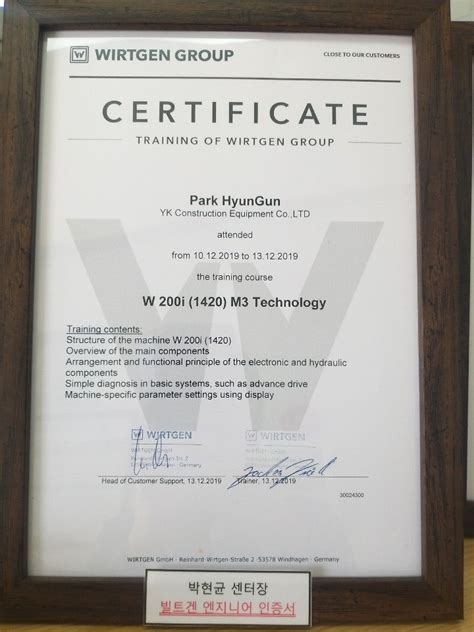 WIRTGEN GROUP
CLOSE TO OUR CUSTOMERS
CERTIFICATE
TRAINING OF WIRTGEN GROUP
Park HyunGun
YK Construction Equipment Co.,LTD
attended
from 10.12.2019 to 13.12.2019
the training course
W 200i (1420) M3 Technology
Training contents:
Structure of the machine W 200i (1420)
Overview of the main components
Arrangement and functional principle of the electronic and hydraulic
components
Simple diagnosis in basic systems, such as advance drive
Machine-specific parameter settings using display
WIRTGEN
WIRTGEN
Head of Customer Support, 13.12.2019
Trainer, 13.12.2019
30024300
WIRTGEN GmbH - Reinhard-Wirtgen-Straße 2 - 53578 Windhagen - Germany
박현균 센터장
빌트겐 엔지니어 인증서